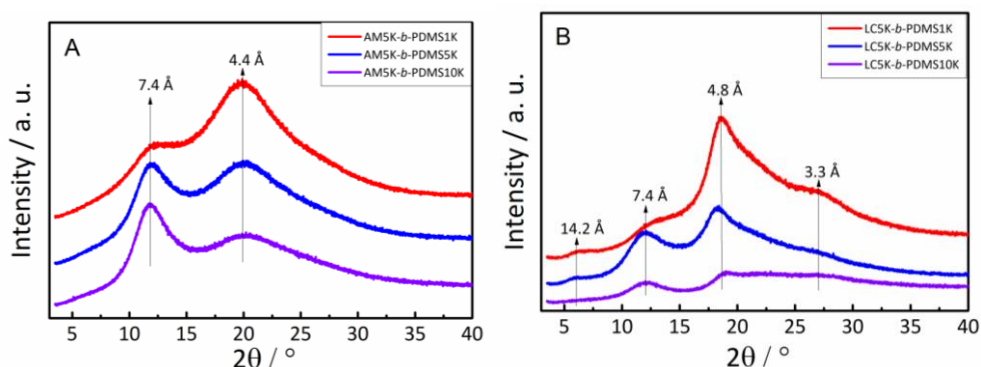 A
AM5K-b-PDMS1K
AM5K-b-PDMS5K
AM5K-b-PDMS10K
7.4 Å
4.4 Å
Intensity / a. u.
5 10 15 20 25 30 35 40
2θ / °
B
LC5K-b-PDMS1K
LC5K-b-PDMS5K
LC5K-b-PDMS10K
14.2 Å
7.4 Å
4.8 Å
3.3 Å
Intensity / a. u.
5 10 15 20 25 30 35 40
2θ / °